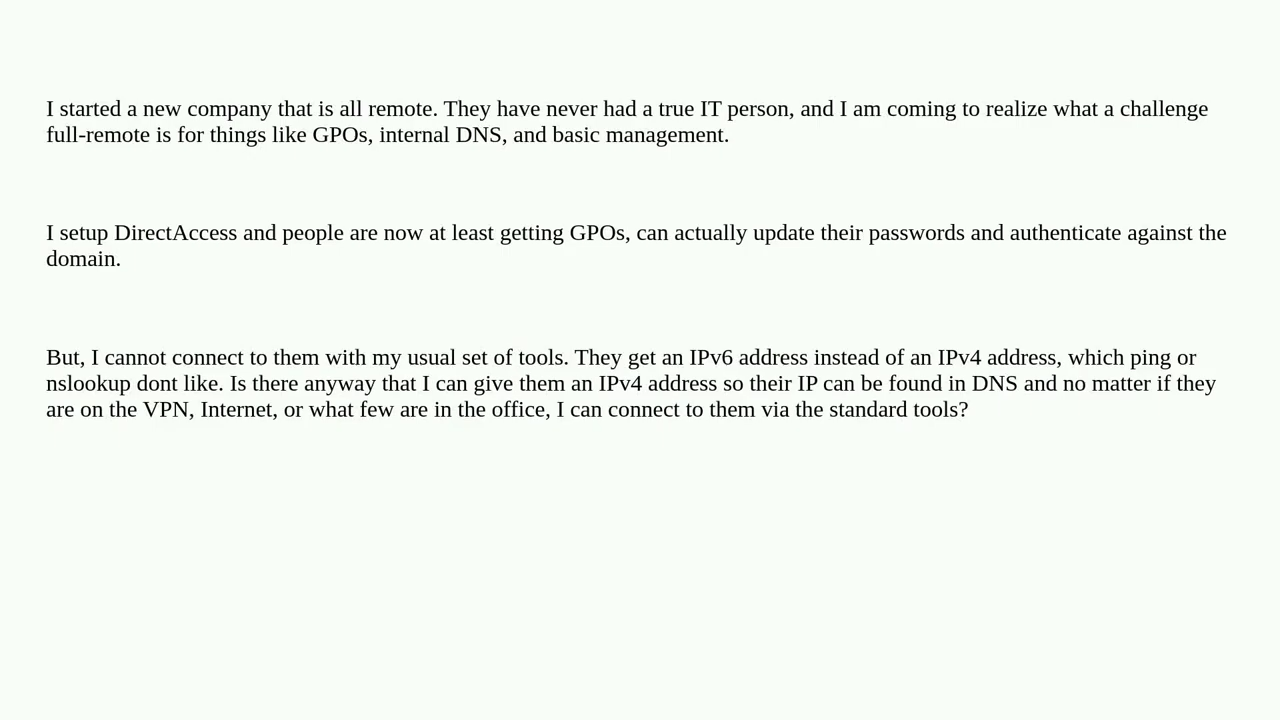 I started a new company that is all remote. They have never had a true IT person, and I am coming to realize what a challenge
full-remote is for things like GPOs, internal DNS, and basic management.
I setup DirectAccess and people are now at least getting GPOs, can actually update their passwords and authenticate against the
domain.
But, I cannot connect to them with my usual set of tools. They get an IPv6 address instead of an IPv4 address, which ping or
nslookup dont like. Is there anyway that I can give them an IPv4 address so their IP can be found in DNS and no matter if they
are on the VPN, Internet, or what few are in the office, I can connect to them via the standard tools?